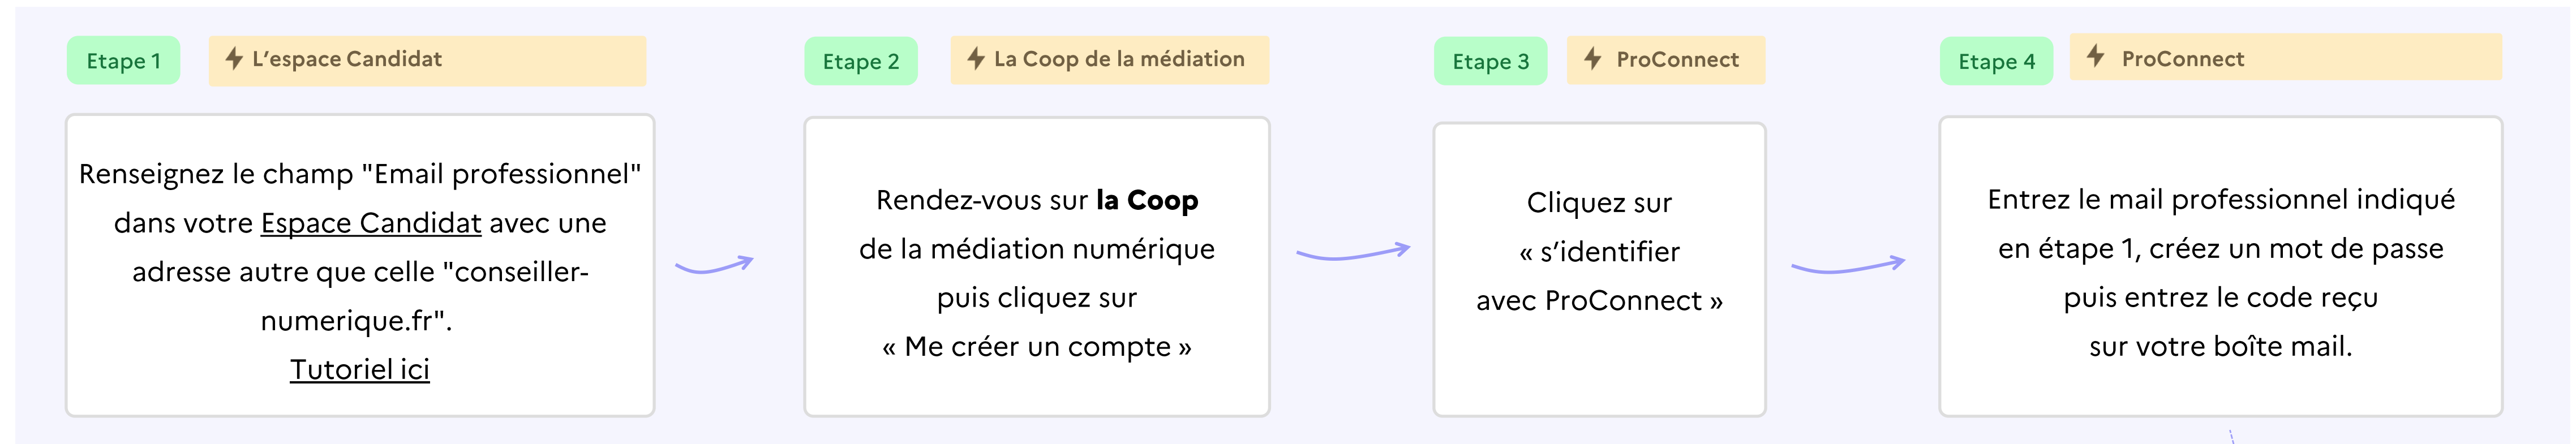 Etape 1
L'espace Candidat
Renseignez le champ "Email professionnel"
dans votre Espace Candidat avec une
adresse autre que celle "conseiller-
numerique.fr".
Tutoriel ici
Etape 2
La Coop de la médiation
Rendez-vous sur la Coop
de la médiation numérique
puis cliquez sur
« Me créer un compte »
Etape 3
ProConnect
Cliquez sur
« s'identifier
avec ProConnect »
Etape 4
ProConnect
Entrez le mail professionnel indiqué
en étape 1, créez un mot de passe
puis entrez le code reçu
sur votre boîte mail.